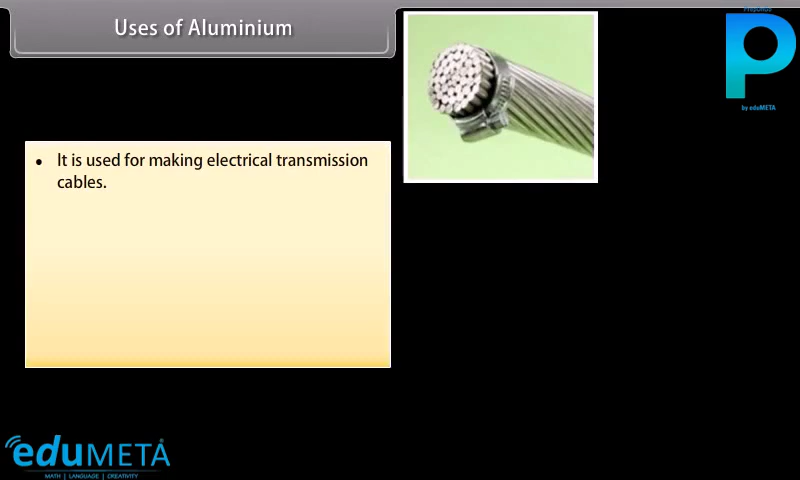 Uses of Aluminium
P
by eduMETA
• It is used for making electrical transmission
cables.
eduMETA
MATH | LANGUAGE | CREATIVITY